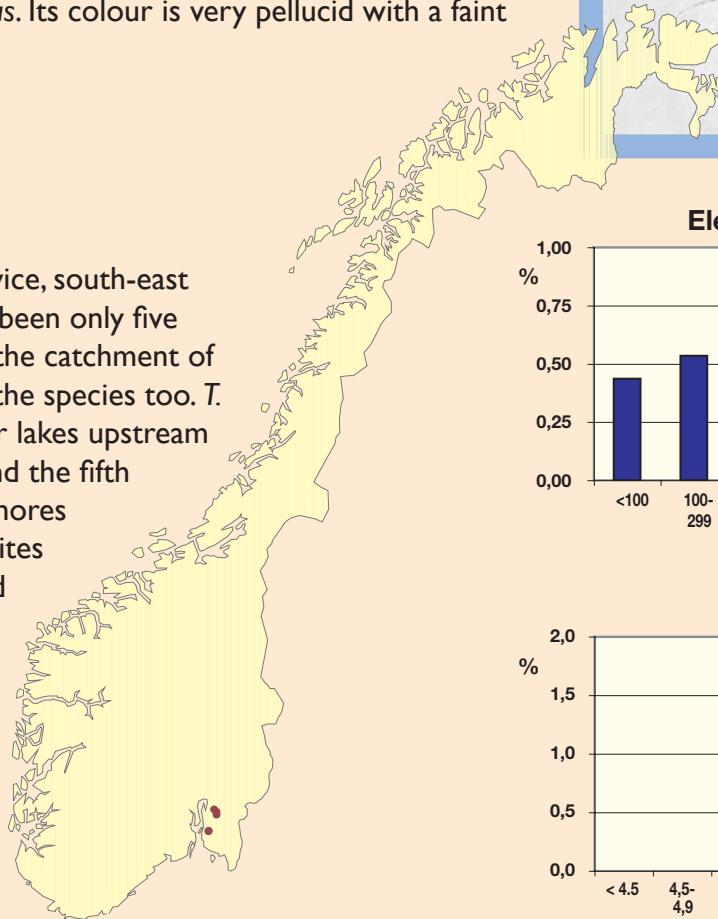 us. Its colour is very pellucid with a faint
vice, south-east
been only five
the catchment of
the species too. T.
r lakes upstream
nd the fifth
hores
ites
d
Ele
1,00
%
0,75
0,50
0,25
0,00
<100
100-
299
2,0
%
1,5
1,0
0,5
0,0
< 4.5
4,5-
4,9